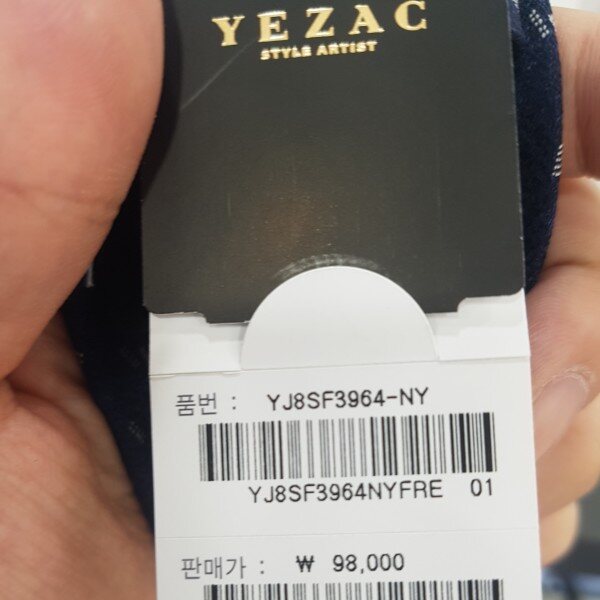 YEZAC
STYLE ARTIST
품번 : YJ8SF3964-NY
YJ8SF3964NYFRE 01
판매가 : ₩ 98,000